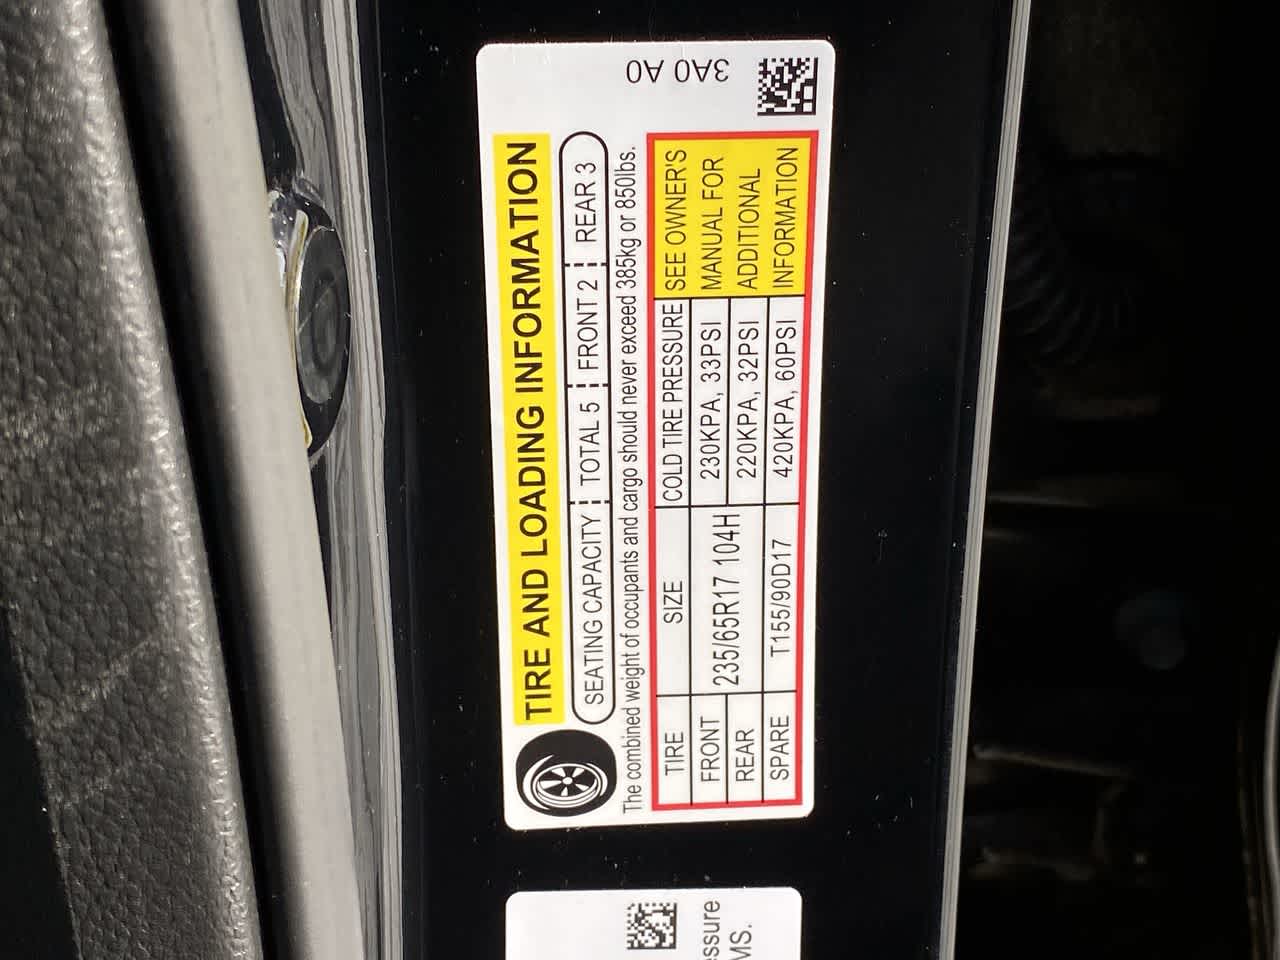 3A0 A0
TIRE AND LOADING INFORMATION
SEATING CAPACITY TOTAL 5 FRONT 2 REAR 3
The combined weight of occupants and cargo should never exceed 385kg or 850lbs.
TIRE SIZE COLD TIRE PRESSURE SEE OWNER'S
FRONT 235/65R17 104H 230KPA, 33PSI MANUAL FOR
REAR 220KPA, 32PSI ADDITIONAL
SPARE T155/90D17 420KPA, 60PSI INFORMATION